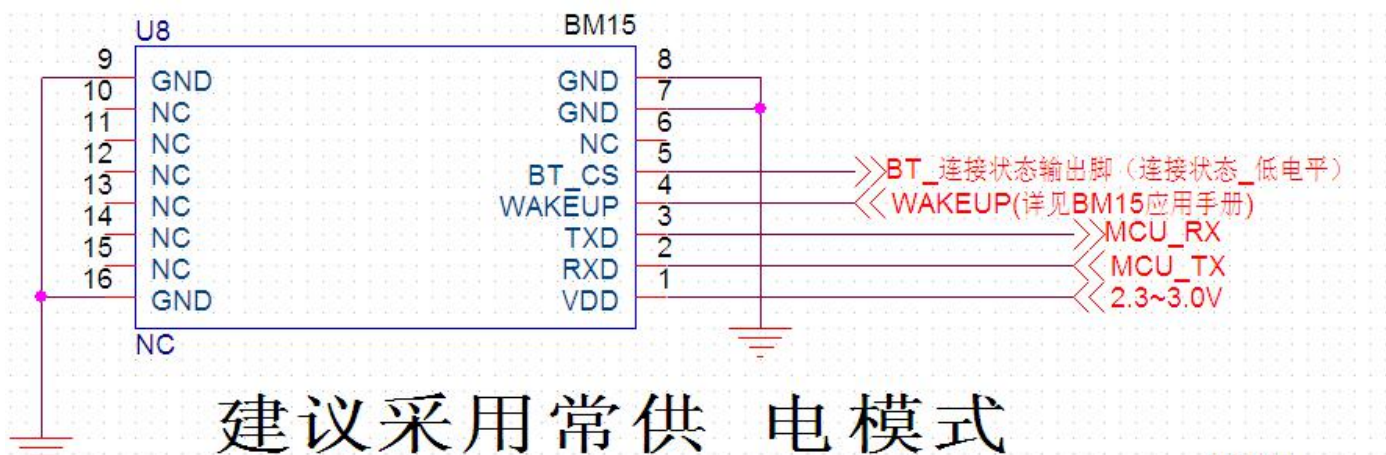 U8 BM15
9 GND GND 8
10 NC GND 7
11 NC NC 6
12 NC BT_CS 5 BT_连接状态输出脚（连接状态_低电平）
13 NC WAKEUP 4 WAKEUP(详见BM15应用手册)
14 NC TXD 3 MCU_RX
15 NC RXD 2 MCU_TX
16 GND VDD 1 2.3~3.0V
NC
建议采用常供 电模式